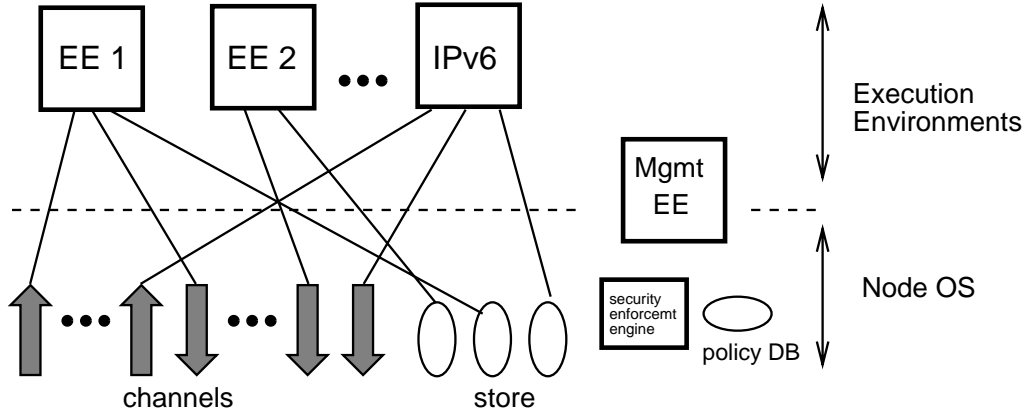 EE 1
EE 2
IPv6
Execution
Environments
Mgmt
EE
Node OS
security
enforcemt
engine
policy DB
channels
store